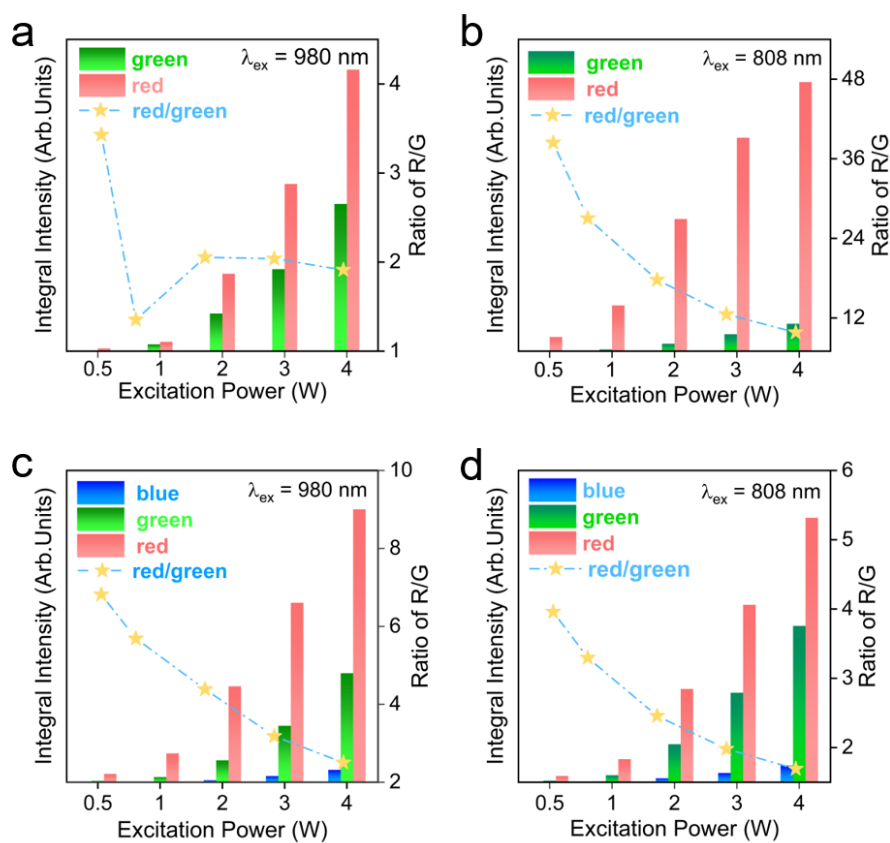 a
green
red
red/green
λex = 980 nm
Integral Intensity (Arb.Units)
4
3
2
1
Ratio of R/G
0.5 1 2 3 4
Excitation Power (W)
b
green
red
red/green
λex = 808 nm
Integral Intensity (Arb.Units)
48
36
24
12
Ratio of R/G
0.5 1 2 3 4
Excitation Power (W)
c
blue
green
red
red/green
λex = 980 nm
Integral Intensity (Arb.Units)
10
8
6
4
2
Ratio of R/G
0.5 1 2 3 4
Excitation Power (W)
d
blue
green
red
red/green
λex = 808 nm
Integral Intensity (Arb.Units)
6
5
4
3
2
Ratio of R/G
0.5 1 2 3 4
Excitation Power (W)